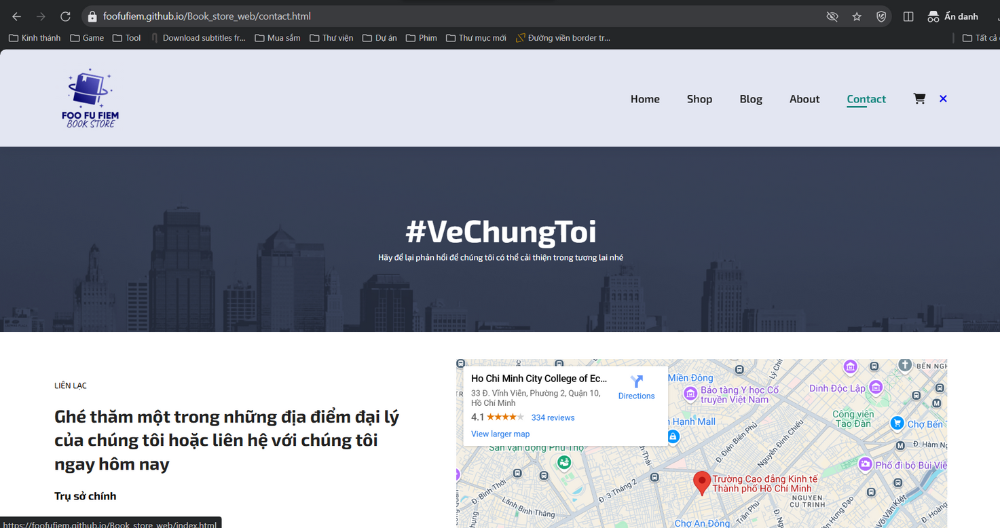 foofufiem.github.io/Book_store_web/contact.html
Ẩn danh
Kinh thánh
Game
Tool
Download subtitles fr...
Mua sắm
Thư viện
Dự án
Phim
Thư mục mới
Đường viền border tr...
Tất cả
FOO FU FIEM
BOOK STORE
Home
Shop
Blog
About
Contact
#VeChungToi
Hãy để lại phản hồi để chúng tôi có thể cải thiện trong tương lai nhé
LIÊN LẠC
Ghé thăm một trong những địa điểm đại lý
của chúng tôi hoặc liên hệ với chúng tôi
ngay hôm nay
Trụ sở chính
Ho Chi Minh City College of Ec...
33 Đ. Vĩnh Viễn, Phường 2, Quận 10,
Hồ Chí Minh
4.1
334 reviews
View larger map
Directions
Miền Đông
Bảo tàng Y học Cổ
truyền Việt Nam
Lý Chí
Dinh Độc Lập
BẾN NGH
Công viên
Tao Đàn
Chợ Bến T
Hạnh Mall
Đ. Điện Biên Phủ
Nguyễn Đình Chiểu
Đ. Hàm Ng
Sân vận động Phú Thọ
Phố đi bộ Bùi Việ
Đ. Bình Thới
Đ. 3 Tháng 2
Trường Cao đẳng Kinh tế
Thành phố Hồ Chí Minh
NGUYEN
CU TRINH
Lãnh Binh Thăng
Trần Phú
Nguyễn Trãi
Võ Văn Kiệt
Đ. Hoàng
Chợ An Đông
https://foofufiem.github.io/Book_store_web/index.html